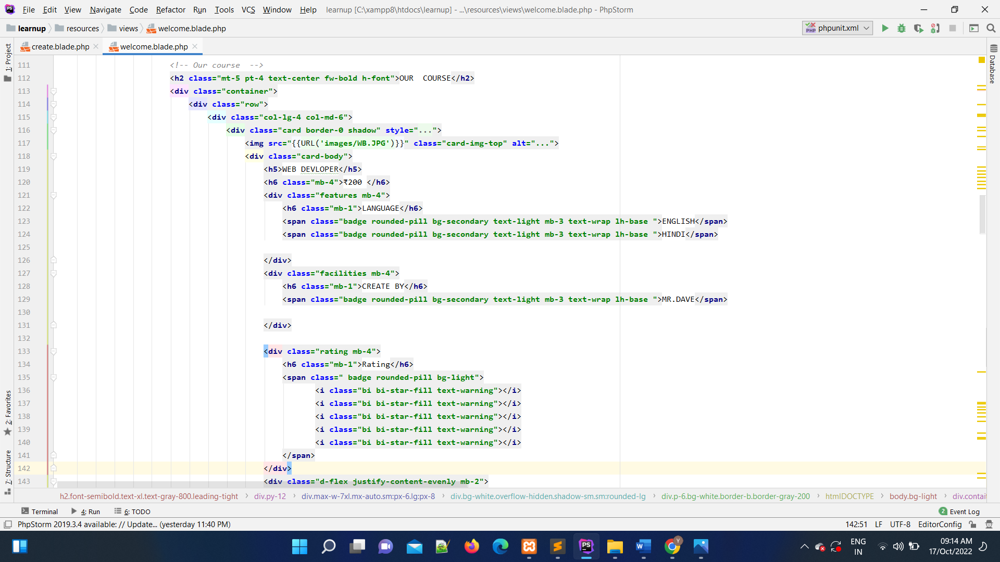 File Edit View Navigate Code Refactor Run Tools VCS Window Help learnup [C:\xampp8\htdocs\learnup] - ...\resources\views\welcome.blade.php - PhpStorm
learnup resources views welcome.blade.php phpunit.xml
create.blade.php welcome.blade.php
1: Project
Database
111 <!-- Our course  -->
112 <h2 class="mt-5 pt-4 text-center fw-bold h-font">OUR  COURSE</h2>
113 <div class="container">
114 <div class="row">
115 <div class="col-lg-4 col-md-6">
116 <div class="card border-0 shadow" style="...">
117 <img src="{{URL('images/WB.JPG')}}" class="card-img-top" alt="...">
118 <div class="card-body">
119 <h5>WEB DEVLOPER</h5>
120 <h6 class="mb-4">₹200 </h6>
121 <div class="features mb-4">
122 <h6 class="mb-1">LANGUAGE</h6>
123 <span class="badge rounded-pill bg-secondary text-light mb-3 text-wrap lh-base ">ENGLISH</span>
124 <span class="badge rounded-pill bg-secondary text-light mb-3 text-wrap lh-base ">HINDI</span>
125
126 </div>
127 <div class="facilities mb-4">
128 <h6 class="mb-1">CREATE BY</h6>
129 <span class="badge rounded-pill bg-secondary text-light mb-3 text-wrap lh-base ">MR.DAVE</span>
130
131 </div>
132
133 <div class="rating mb-4">
134 <h6 class="mb-1">Rating</h6>
135 <span class=" badge rounded-pill bg-light">
136 <i class="bi bi-star-fill text-warning"></i>
137 <i class="bi bi-star-fill text-warning"></i>
138 <i class="bi bi-star-fill text-warning"></i>
139 <i class="bi bi-star-fill text-warning"></i>
140 <i class="bi bi-star-fill text-warning"></i>
141 </span>
142 </div>
143 <div class="d-flex justify-content-evenly mb-2">
2: Favorites
7: Structure
h2.font-semibold.text-xl.text-gray-800.leading-tight div.py-12 div.max-w-7xl.mx-auto.sm:px-6.lg:px-8 div.bg-white.overflow-hidden.shadow-sm.sm:rounded-lg div.p-6.bg-white.border-b.border-gray-200 htmlDOCTYPE body.bg-light div.contai
Terminal 4: Run 6: TODO 2 Event Log
PhpStorm 2019.3.4 available: // Update... (yesterday 11:40 PM) 142:51 LF UTF-8 EditorConfig
ENG
IN
09:14 AM
17/Oct/2022